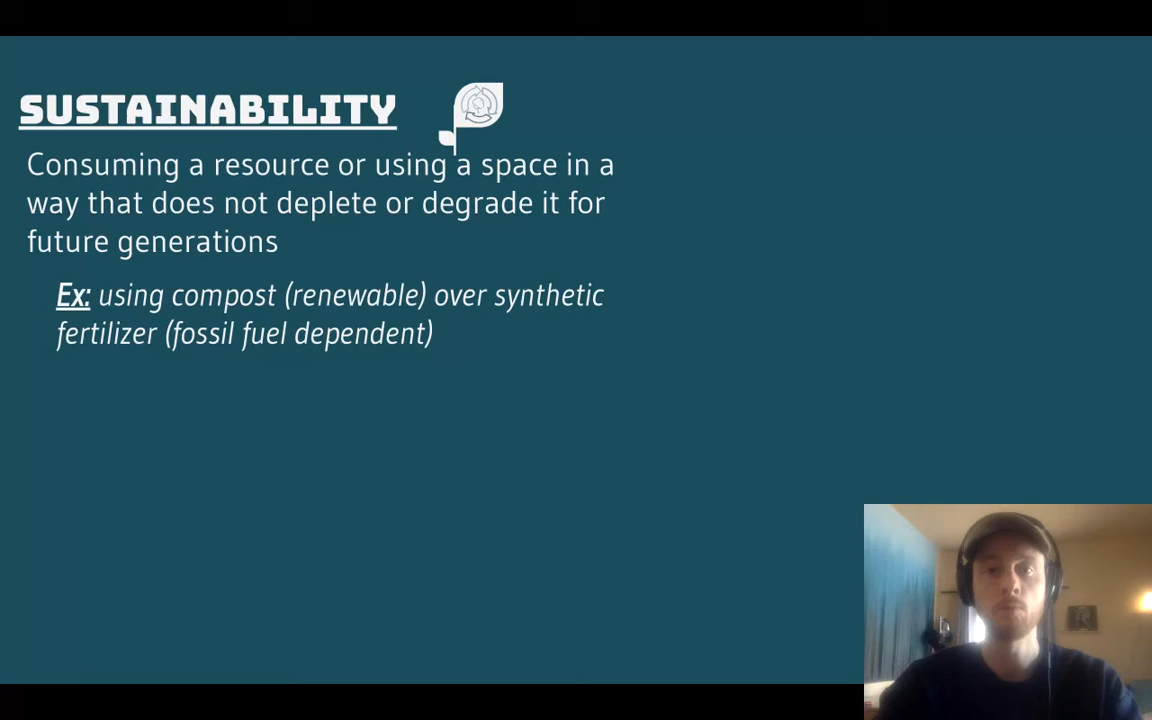 SUSTAINABILITY
Consuming a resource or using a space in a
way that does not deplete or degrade it for
future generations
Ex: using compost (renewable) over synthetic
fertilizer (fossil fuel dependent)